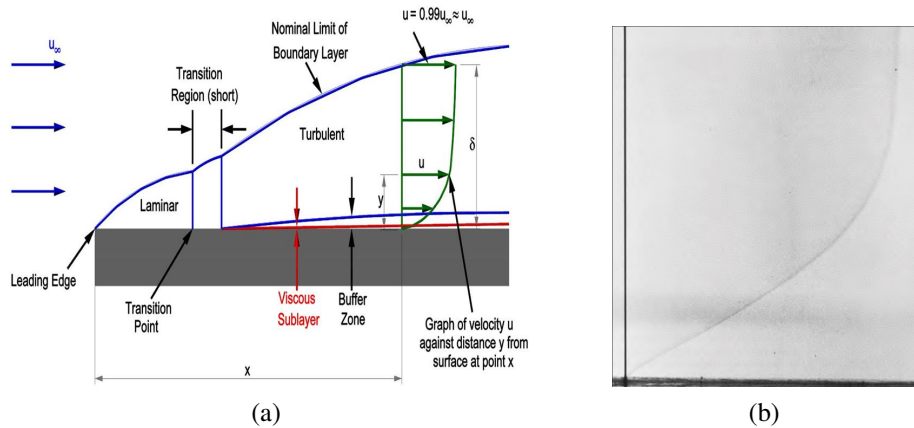 u = 0.99u∞ ≈ u∞
Nominal Limit of
Boundary Layer
u∞
Transition
Region (short)
Turbulent
δ
u
y
Laminar
Leading Edge
Transition
Point
Viscous
Sublayer
Buffer
Zone
Graph of velocity u
against distance y from
surface at point x
x
(a)
(b)